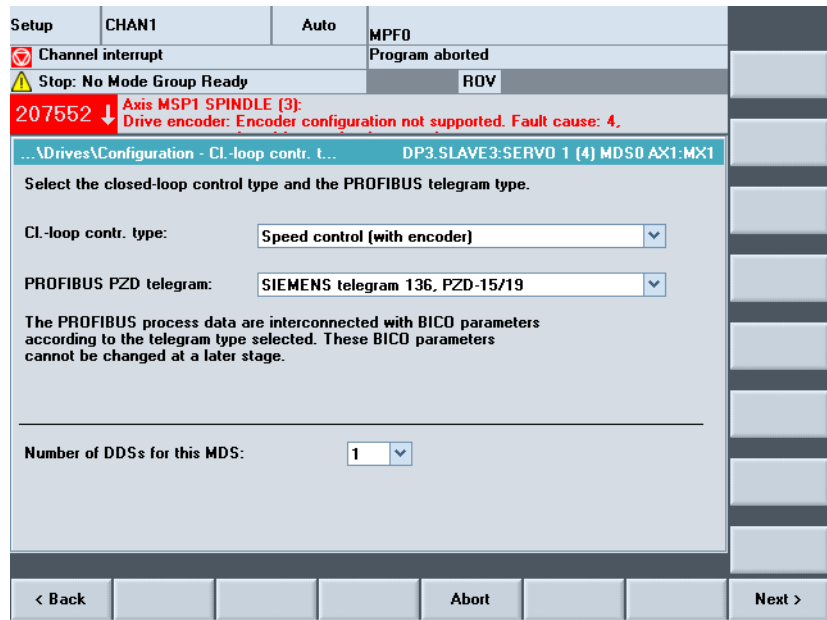 Setup CHAN1 Auto MPF0
Channel interrupt Program aborted
Stop: No Mode Group Ready ROV
207552 Axis MSP1 SPINDLE (3):
Drive encoder: Encoder configuration not supported. Fault cause: 4,
...\Drives\Configuration - Cl.-loop contr. t... DP3.SLAVE3:SERVO 1 (4) MDS0 AX1:MX1
Select the closed-loop control type and the PROFIBUS telegram type.
Cl.-loop contr. type: Speed control (with encoder)
PROFIBUS PZD telegram: SIEMENS telegram 136, PZD-15/19
The PROFIBUS process data are interconnected with BICO parameters
according to the telegram type selected. These BICO parameters
cannot be changed at a later stage.
Number of DDSs for this MDS: 1
< Back Abort Next >